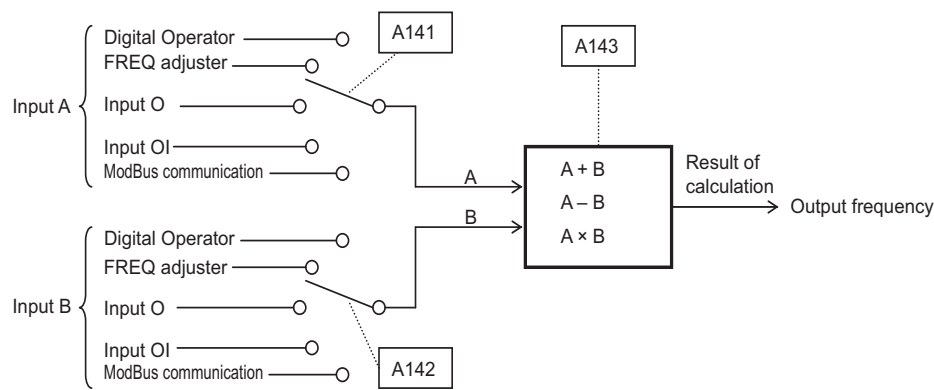 Digital Operator
A141
A143
FREQ adjuster
Input A
Input O
Input OI
ModBus communication
A
B
A + B
A – B
A × B
Result of
calculation
Output frequency
Digital Operator
FREQ adjuster
Input B
Input O
Input OI
ModBus communication
A142